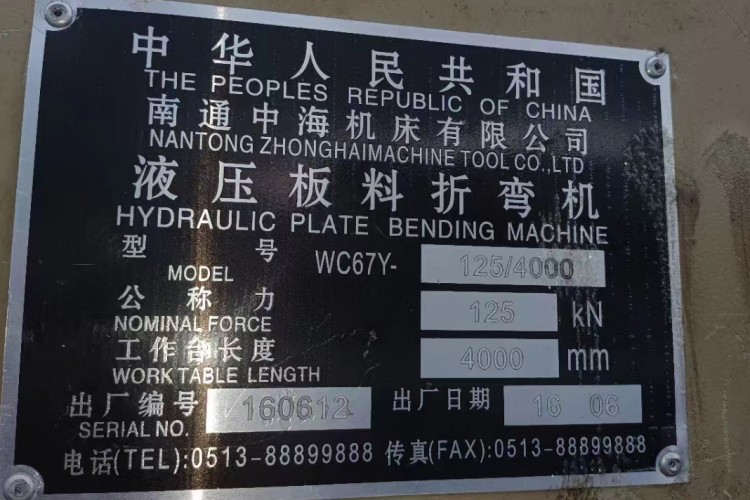 中华人民共和国
THE PEOPLES REPUBLIC OF CHINA
南通中海机床有限公司
NANTONG ZHONGHAIMACHINE TOOL CO.,LTD
液压板料折弯机
HYDRAULIC PLATE BENDING MACHINE
型 号 WC67Y- 125/4000
MODEL
公称力 125 kN
NOMINAL FORCE
工作台长度 4000 mm
WORK TABLE LENGTH
出厂编号 160612 出厂日期 16 06
SERIAL NO.
电话(TEL):0513-88899888 传真(FAX):0513-88899888